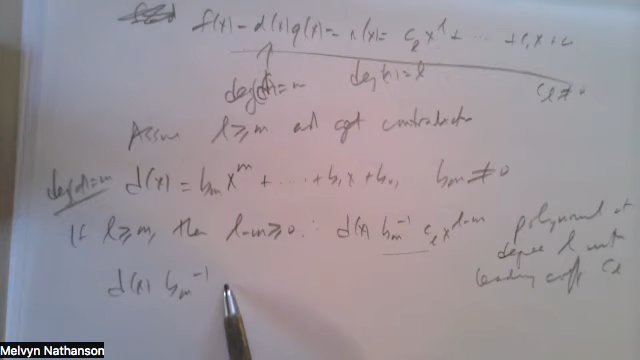 f(x) - d(x)q(x) = r(x) = c_l x^l + ... + c_1 x + c
deg(d) = m deg(r) = l c_l ≠ 0
Assume l ≥ m and get contradiction
deg(d) = m d(x) = b_m x^m + ... + b_1 x + b_0, b_m ≠ 0
If l ≥ m, then l-m ≥ 0 ∴ d(x) b_m^{-1} c_l x^{l-m} polynomial of
degree l with
leading coeff c_l
d(x) b_m^{-1}
Melvyn Nathanson